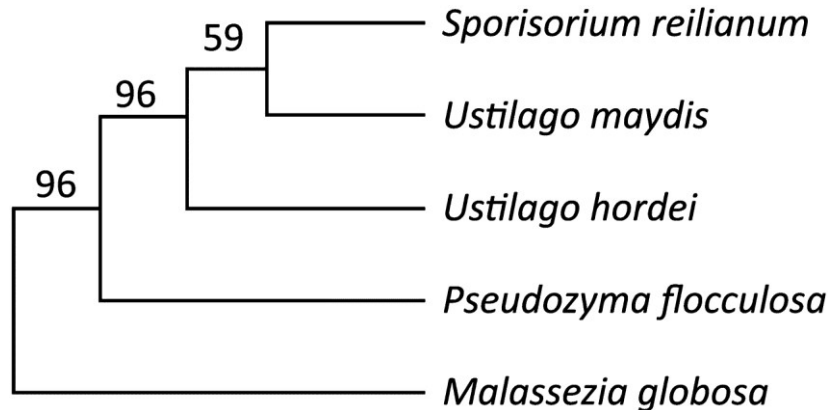 59
Sporisorium reilianum
96
Ustilago maydis
96
Ustilago hordei
Pseudozyma flocculosa
Malassezia globosa